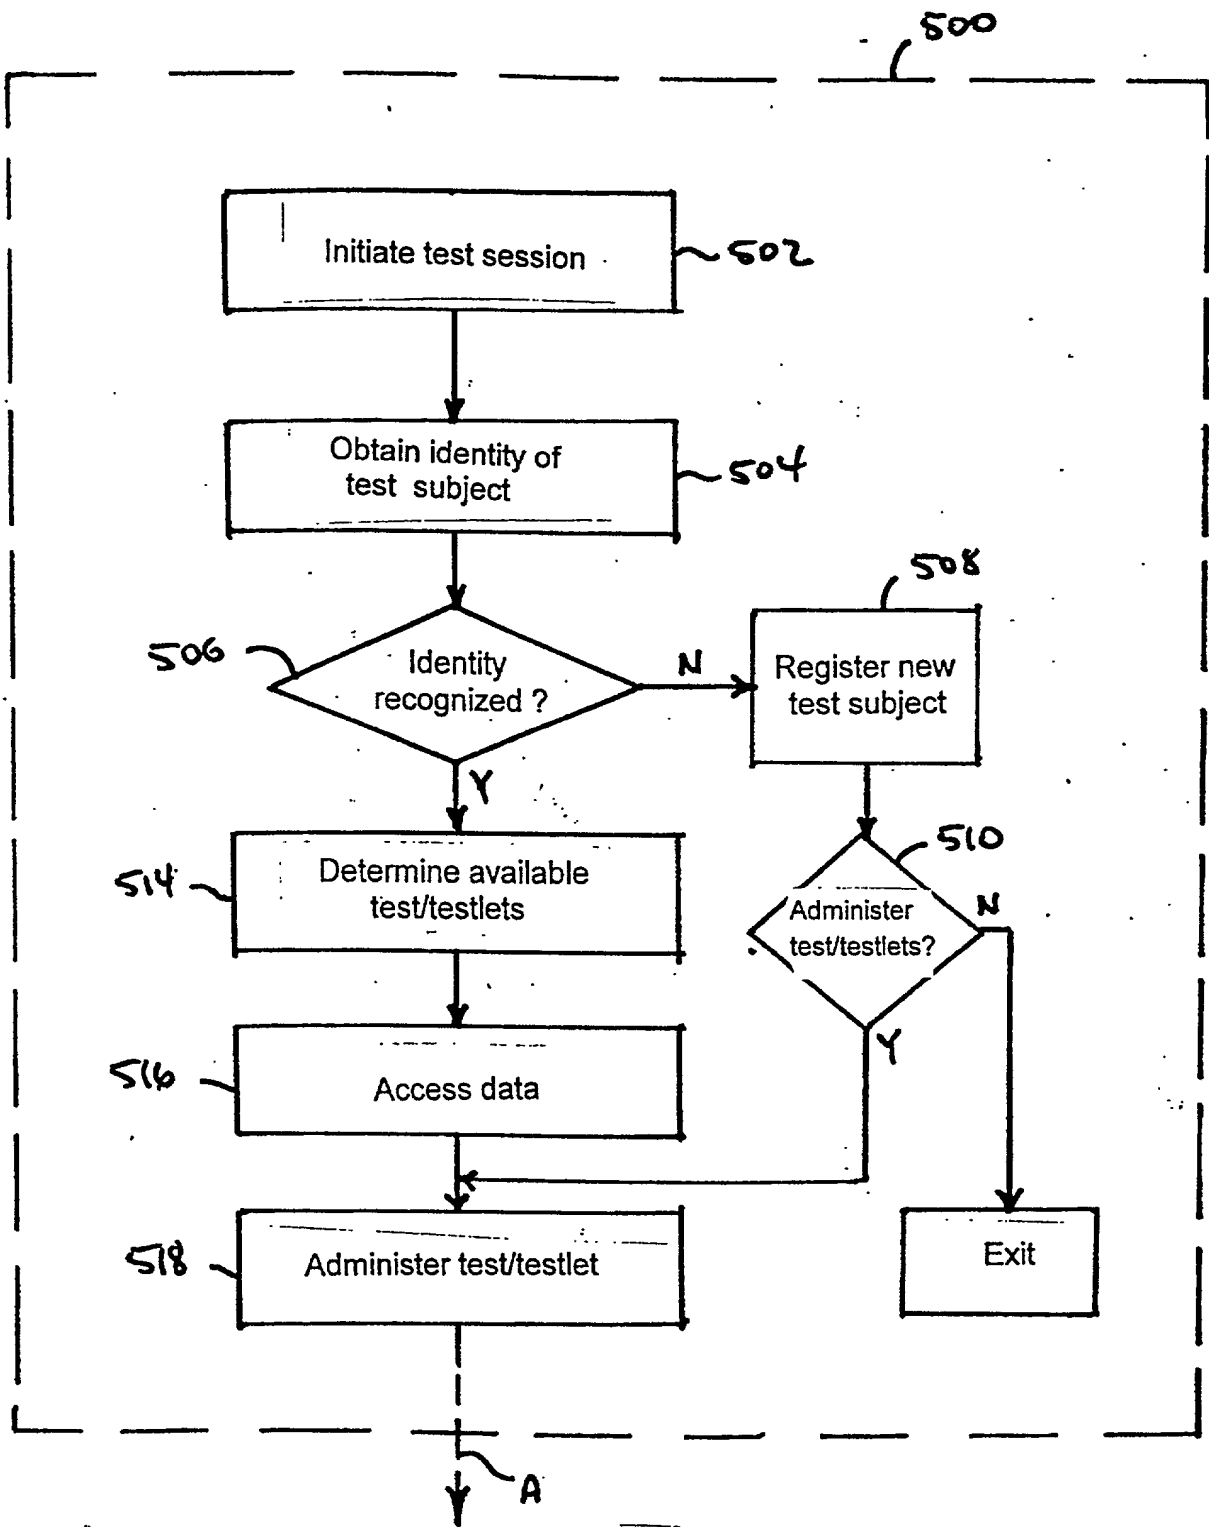 500
Initiate test session
502
Obtain identity of
test subject
504
508
506
Identity
recognized ?
N
Register new
test subject
Y
510
514
Determine available
test/testlets
Administer
test/testlets?
N
516
Access data
Y
518
Administer test/testlet
Exit
A